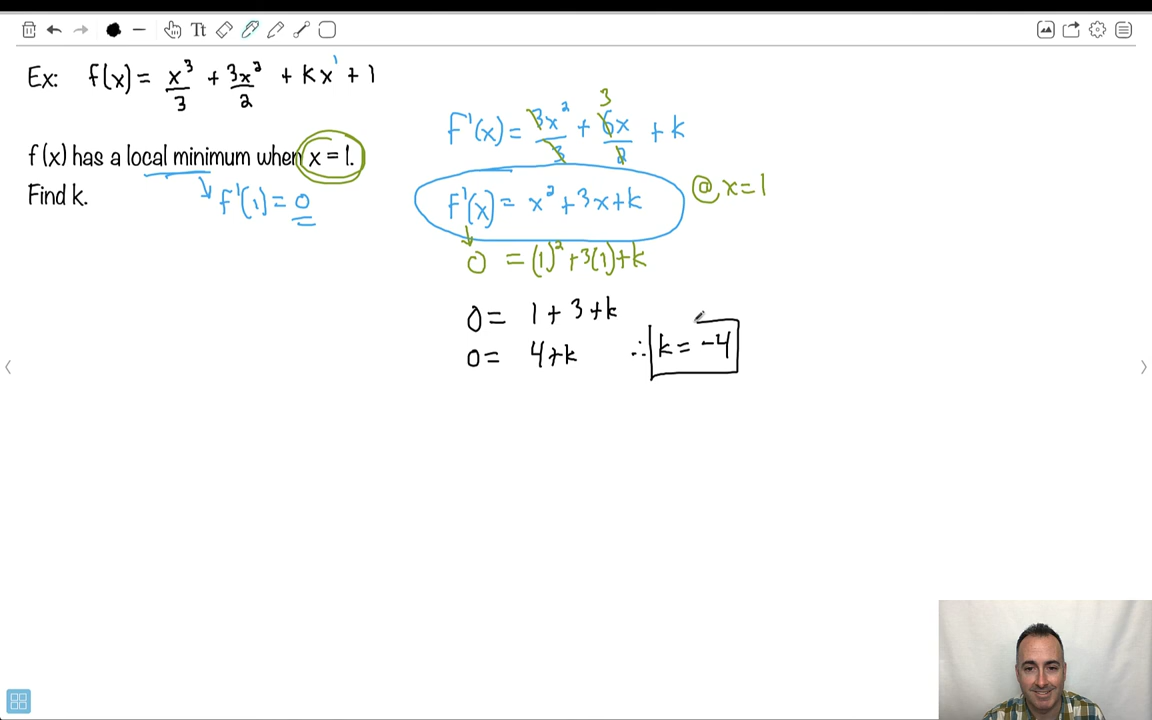 Tt
Ex: f(x) = x³/3 + 3x²/2 + kx¹ + 1
f(x) has a local minimum when x = 1.
Find k.
f'(1) = 0
f'(x) = 3x²/3 + 6x/2 + k
3
f'(x) = x² + 3x + k
@ x = 1
0 = (1)² + 3(1) + k
0 = 1 + 3 + k
0 = 4 + k
∴ k = -4